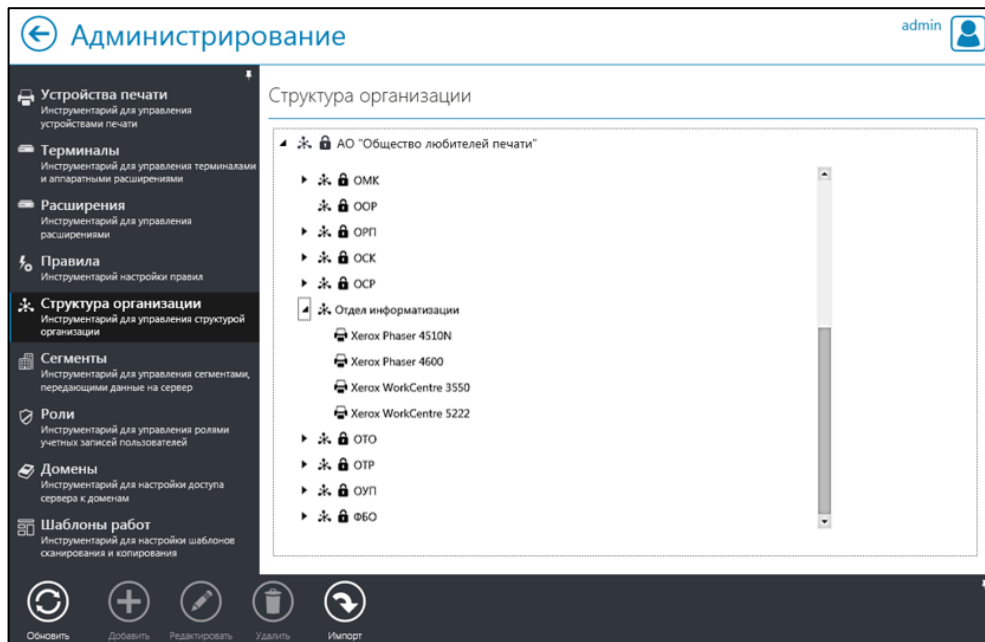 Администрирование
admin
Устройства печати
Инструментарий для управления
устройствами печати
Терминалы
Инструментарий для управления терминалами
и аппаратными расширениями
Расширения
Инструментарий для управления
расширениями
Правила
Инструментарий настройки правил
Структура организации
Инструментарий для управления структурой
организации
Сегменты
Инструментарий для управления сегментами,
передающими данные на сервер
Роли
Инструментарий для управления ролями
учетных записей пользователей
Домены
Инструментарий для настройки доступа
сервера к доменам
Шаблоны работ
Инструментарий для настройки шаблонов
сканирования и копирования
Структура организации
АО "Общество любителей печати"
ОМК
ООР
ОРП
ОСК
ОСР
Отдел информатизации
Xerox Phaser 4510N
Xerox Phaser 4600
Xerox WorkCentre 3550
Xerox WorkCentre 5222
ОТО
ОТР
ОУП
ФБО
Обновить
Добавить
Редактировать
Удалить
Импорт